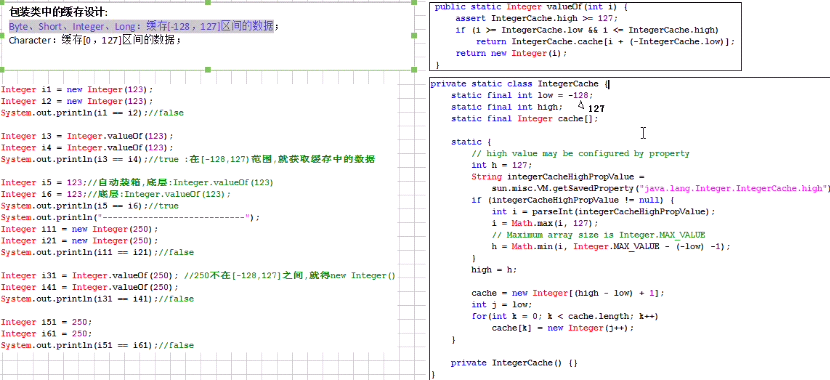 包装类中的缓存设计:
Byte、Short、Integer、Long: 缓存[-128 , 127]区间的数据;
Character: 缓存[0 , 127]区间的数据;
Integer i1 = new Integer(123);
Integer i2 = new Integer(123);
System.out.println(i1 == i2);//false
Integer i3 = Integer.valueOf(123);
Integer i4 = Integer.valueOf(123);
System.out.println(i3 == i4);//true :在[-128,127)范围,就获取缓存中的数据
Integer i5 = 123;//自动装箱,底层:Integer.valueOf(123)
Integer i6 = 123;//底层:Integer.valueOf(123);
System.out.println(i5 == i6);//true
System.out.println("----------------------------");
Integer i11 = new Integer(250);
Integer i21 = new Integer(250);
System.out.println(i11 == i21);//false
Integer i31 = Integer.valueOf(250); //250不在[-128,127]之间,就得new Integer()
Integer i41 = Integer.valueOf(250);
System.out.println(i31 == i41);//false
Integer i51 = 250;
Integer i61 = 250;
System.out.println(i51 == i61);//false
public static Integer valueOf(int i) {
assert IntegerCache.high >= 127;
if (i >= IntegerCache.low && i <= IntegerCache.high)
return IntegerCache.cache[i + (-IntegerCache.low)];
return new Integer(i);
}
private static class IntegerCache {
static final int low = -128;
static final int high;
127
static final Integer cache[];
static {
// high value may be configured by property
int h = 127;
String integerCacheHighPropValue =
sun.misc.VM.getSavedProperty("java.lang.Integer.IntegerCache.high")
if (integerCacheHighPropValue != null) {
int i = parseInt(integerCacheHighPropValue);
i = Math.max(i, 127);
// Maximum array size is Integer.MAX_VALUE
h = Math.min(i, Integer.MAX_VALUE - (-low) -1);
}
high = h;
cache = new Integer[(high - low) + 1];
int j = low;
for(int k = 0; k < cache.length; k++)
cache[k] = new Integer(j++);
}
private IntegerCache() {}
}